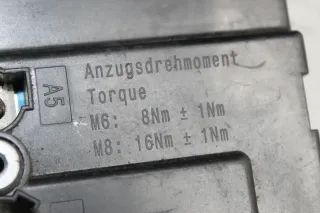 A5
Anzugsdrehmoment
Torque
M6: 8Nm ± 1Nm
M8: 16Nm ± 1Nm